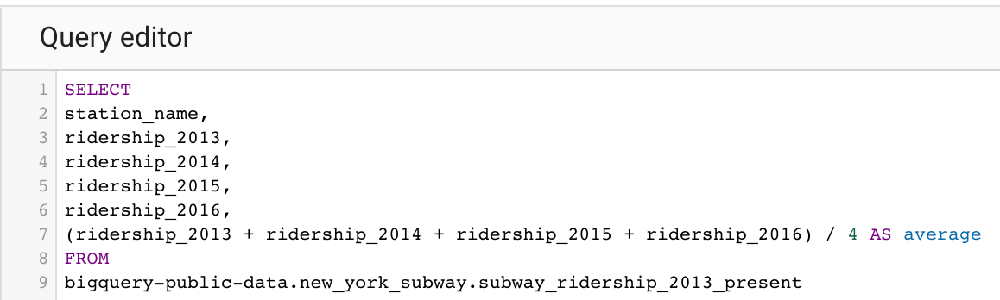 Query editor
1 SELECT
2 station_name,
3 ridership_2013,
4 ridership_2014,
5 ridership_2015,
6 ridership_2016,
7 (ridership_2013 + ridership_2014 + ridership_2015 + ridership_2016) / 4 AS average
8 FROM
9 bigquery-public-data.new_york_subway.subway_ridership_2013_present